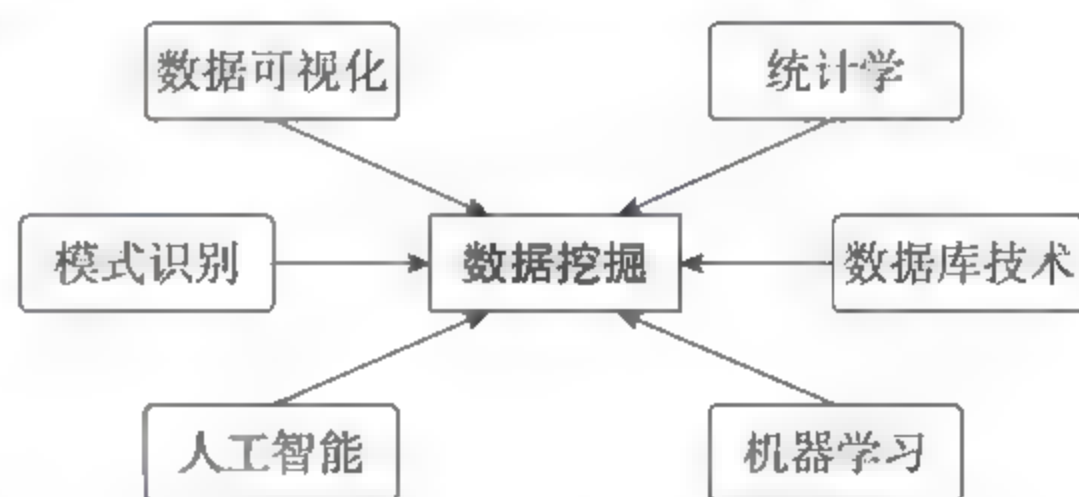 数据可视化
统计学
模式识别
数据挖掘
数据库技术
人工智能
机器学习